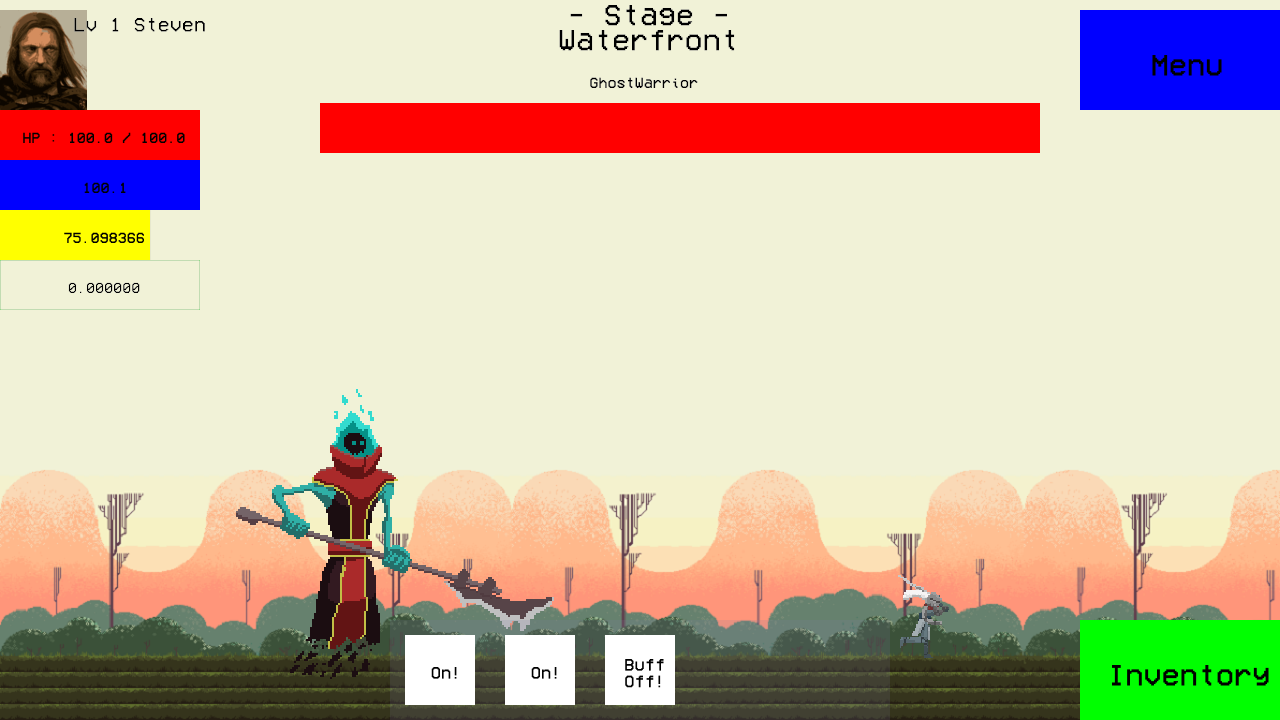 Lv 1 Steven
- Stage -
Waterfront
Menu
GhostWarrior
HP : 100.0 / 100.0
100.1
75.098366
0.000000
On!
On!
Buff
Off!
Inventory